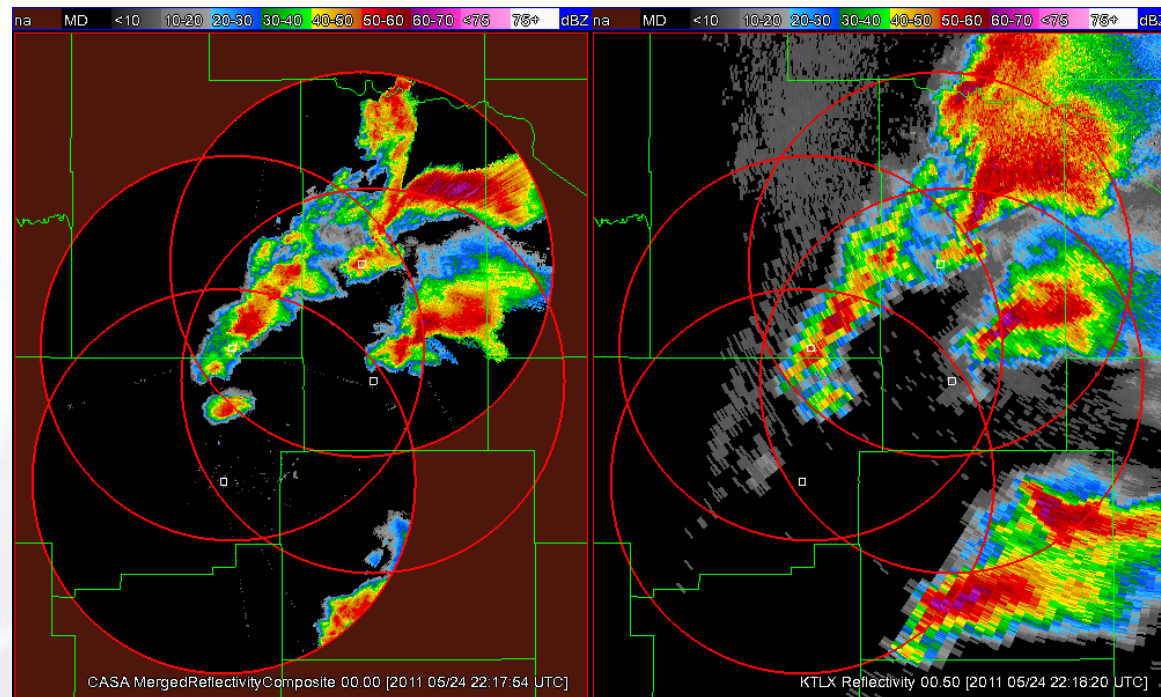 na MD <10 10-20 20-30 30-40 40-50 50-60 60-70 <75 75+ dBZ
na MD <10 10-20 20-30 30-40 40-50 50-60 60-70 <75 75+ dBZ
CASA MergedReflectivityComposite 00.00 [2011 05/24 22:17:54 UTC]
KTLX Reflectivity 00.50 [2011 05/24 22:18:20 UTC]